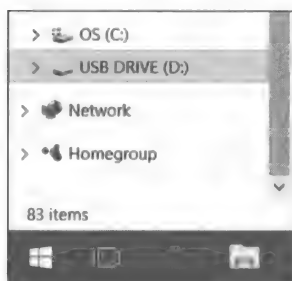 OS (C:)
USB DRIVE (D:)
Network
Homegroup
83 items